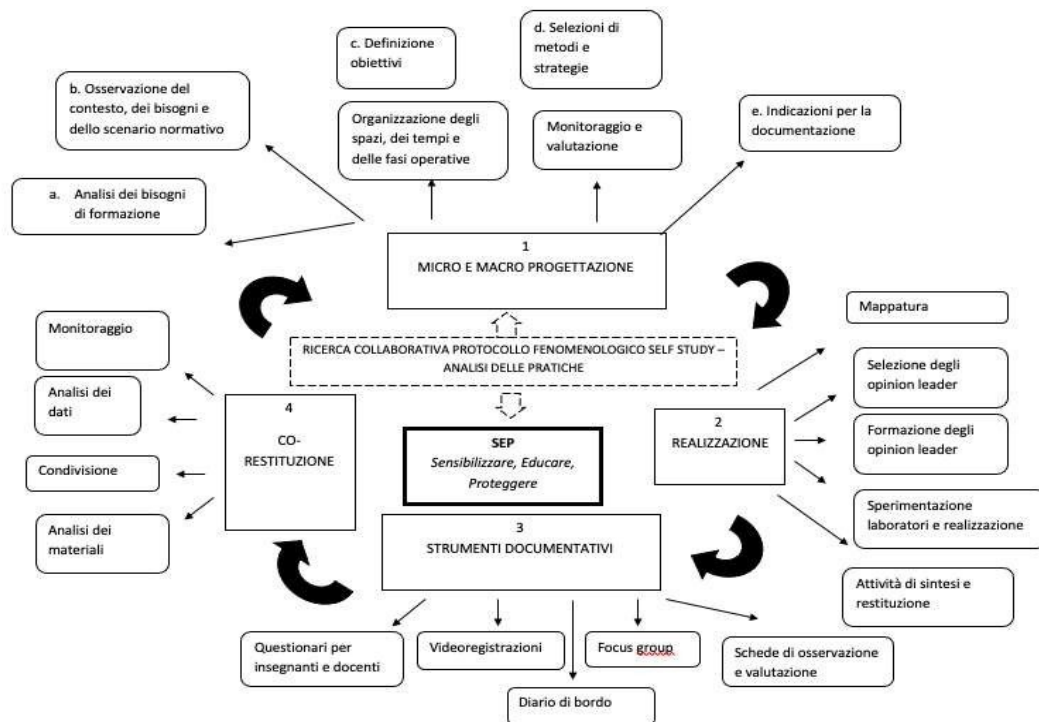 d. Selezioni di
metodi e
strategie
c. Definizione
obiettivi
b. Osservazione del
contesto, dei bisogni e
dello scenario normativo
Organizzazione degli
spazi, dei tempi e
delle fasi operative
Monitoraggio e
valutazione
e. Indicazioni per la
documentazione
a. Analisi dei bisogni
di formazione
1
MICRO E MACRO PROGETTAZIONE
RICERCA COLLABORATIVA PROTOCOLLO FENOMENOLOGICO SELF STUDY –
ANALISI DELLE PRATICHE
SEP
Sensibilizzare, Educare,
Proteggere
Mappatura
Selezione degli
opinion leader
Formazione degli
opinion leader
Sperimentazione
laboratori e realizzazione
Attività di sintesi e
restituzione
2
REALIZZAZIONE
3
STRUMENTI DOCUMENTATIVI
Questionari per
insegnanti e docenti
Videoregistrazioni
Diario di bordo
Focus group
Schede di osservazione
e valutazione
4
CO-
RESTITUZIONE
Monitoraggio
Analisi dei
dati
Condivisione
Analisi dei
materiali